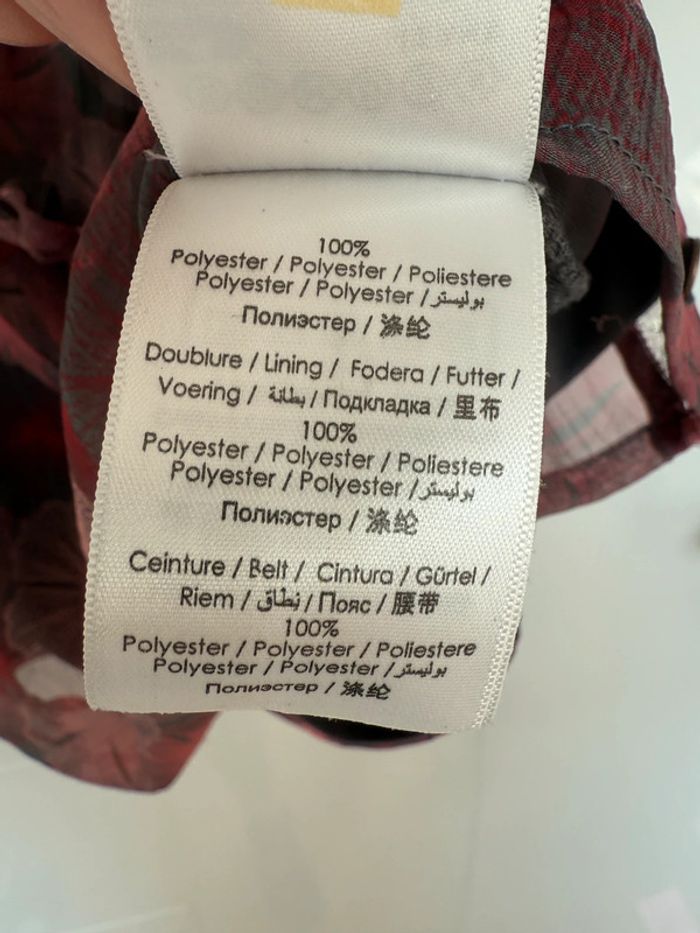 100%
Polyester / Polyester / Poliestere
Polyester / Polyester / بوليستر
Полиэстер / 涤纶
Doublure / Lining / Fodera / Futter /
Voering / بطانة / Подкладка / 里布
100%
Polyester / Polyester / Poliestere
Polyester / Polyester / بوليستر
Полиэстер / 涤纶
Ceinture / Belt / Cintura / Gürtel /
Riem / نطاق / Пояс / 腰带
100%
Polyester / Polyester / Poliestere
Polyester / Polyester / بوليستر
Полиэстер / 涤纶